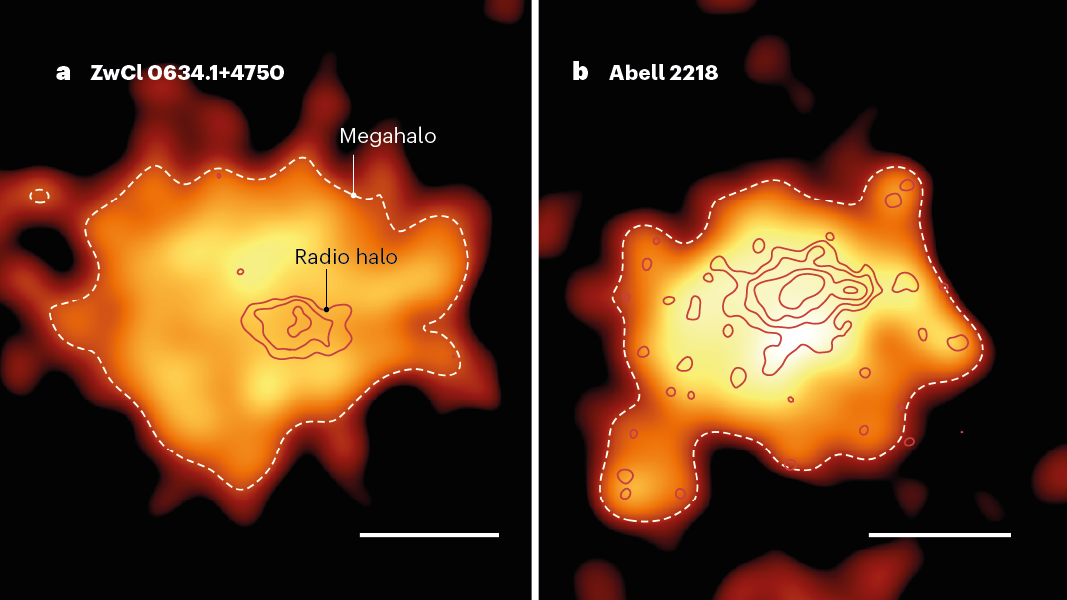 a ZwCl 0634.1+4750
Megahalo
Radio halo
b Abell 2218